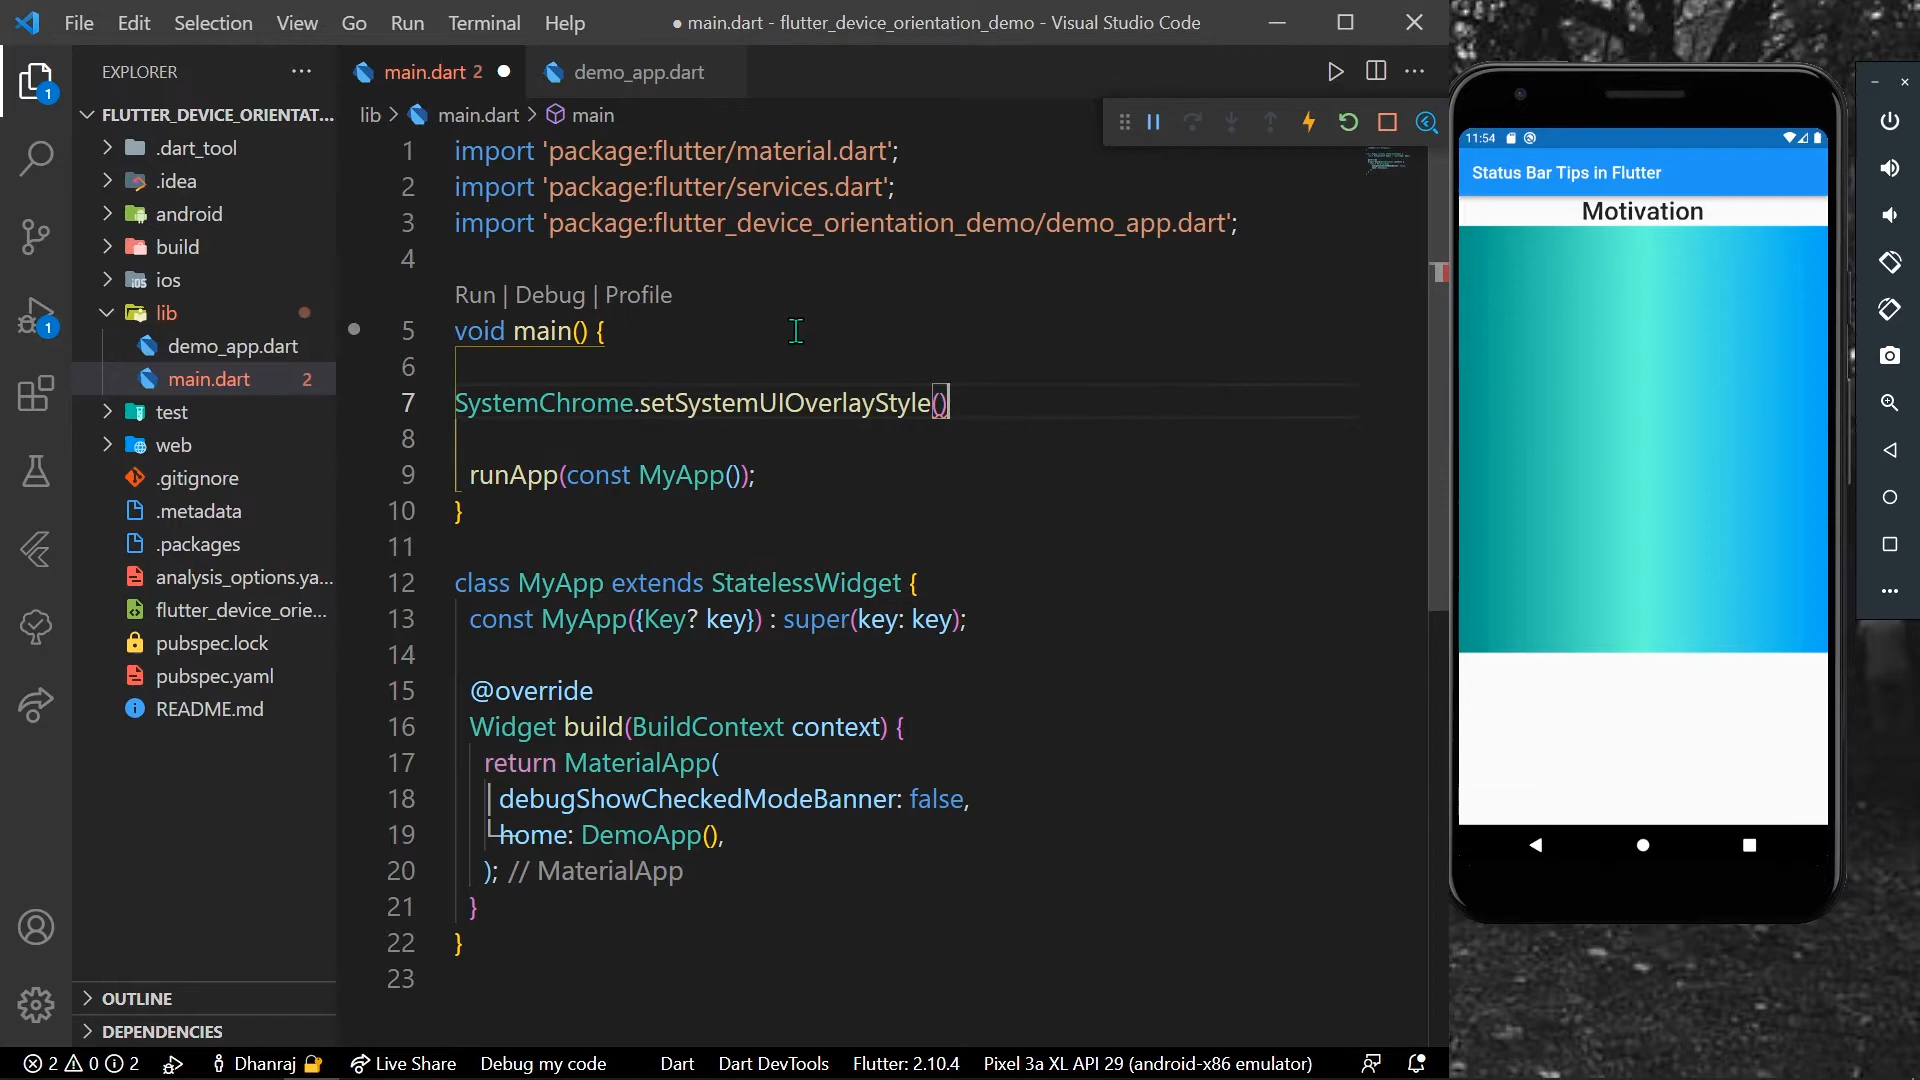 File Edit Selection View Go Run Terminal Help
● main.dart - flutter_device_orientation_demo - Visual Studio Code
EXPLORER
main.dart 2
demo_app.dart
FLUTTER_DEVICE_ORIENTAT...
.dart_tool
.idea
android
build
ios
lib
demo_app.dart
main.dart 2
test
web
.gitignore
.metadata
.packages
analysis_options.ya...
flutter_device_orie...
pubspec.lock
pubspec.yaml
README.md
OUTLINE
DEPENDENCIES
1
1
lib > main.dart > main
1 import 'package:flutter/material.dart';
2 import 'package:flutter/services.dart';
3 import 'package:flutter_device_orientation_demo/demo_app.dart';
4
Run | Debug | Profile
5 void main() {
6
7 SystemChrome.setSystemUIOverlayStyle()
8
9 runApp(const MyApp());
10 }
11
12 class MyApp extends StatelessWidget {
13 const MyApp({Key? key}) : super(key: key);
14
15 @override
16 Widget build(BuildContext context) {
17 return MaterialApp(
18 debugShowCheckedModeBanner: false,
19 home: DemoApp(),
20 ); // MaterialApp
21 }
22 }
23
11:54
Status Bar Tips in Flutter
Motivation
2 0 2 Dhanraj Live Share Debug my code Dart Dart DevTools Flutter: 2.10.4 Pixel 3a XL API 29 (android-x86 emulator)